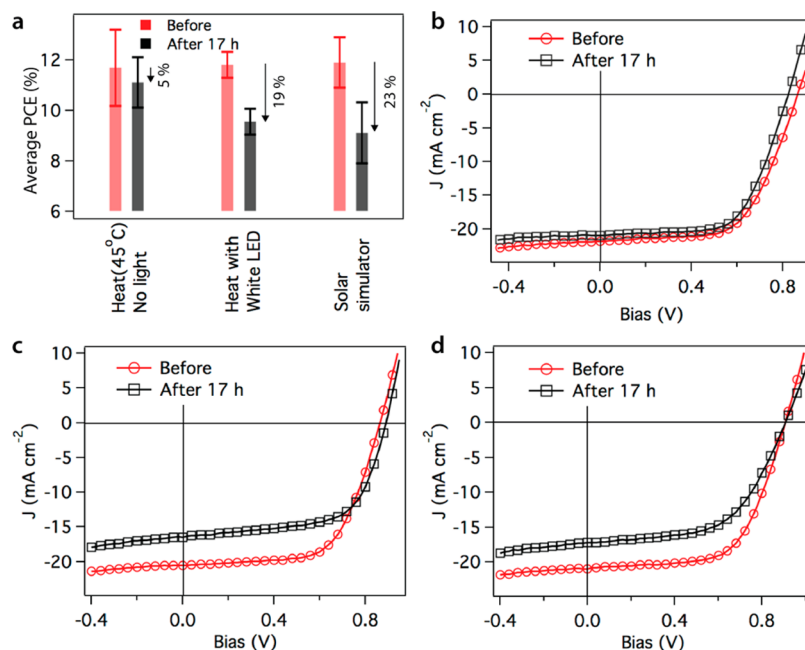 a
Before
After 17 h
Average PCE (%)
12
10
8
6
5 %
19 %
23 %
Heat(45°C)
No light
Heat with
White LED
Solar
simulator
b
Before
After 17 h
J (mA cm-2)
10
5
0
-5
-10
-15
-20
-0.4
0.0
0.4
0.8
Bias (V)
c
Before
After 17 h
J (mA cm-2)
10
5
0
-5
-10
-15
-20
-0.4
0.0
0.4
0.8
Bias (V)
d
Before
After 17 h
J (mA cm-2)
10
5
0
-5
-10
-15
-20
-0.4
0.0
0.4
0.8
Bias (V)